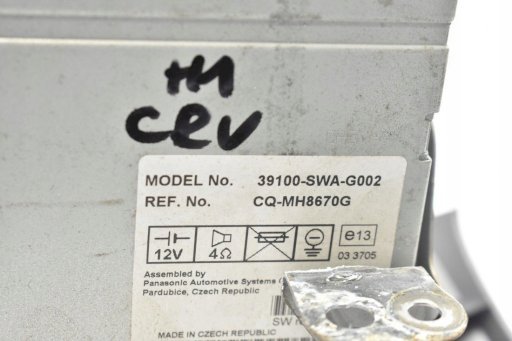 CRV
MODEL No. 39100-SWA-G002
REF. No. CQ-MH8670G
12V 4Ω e13
03 3705
Assembled by
Panasonic Automotive Systems
Pardubice, Czech Republic
SW
MADE IN CZECH REPUBLIC